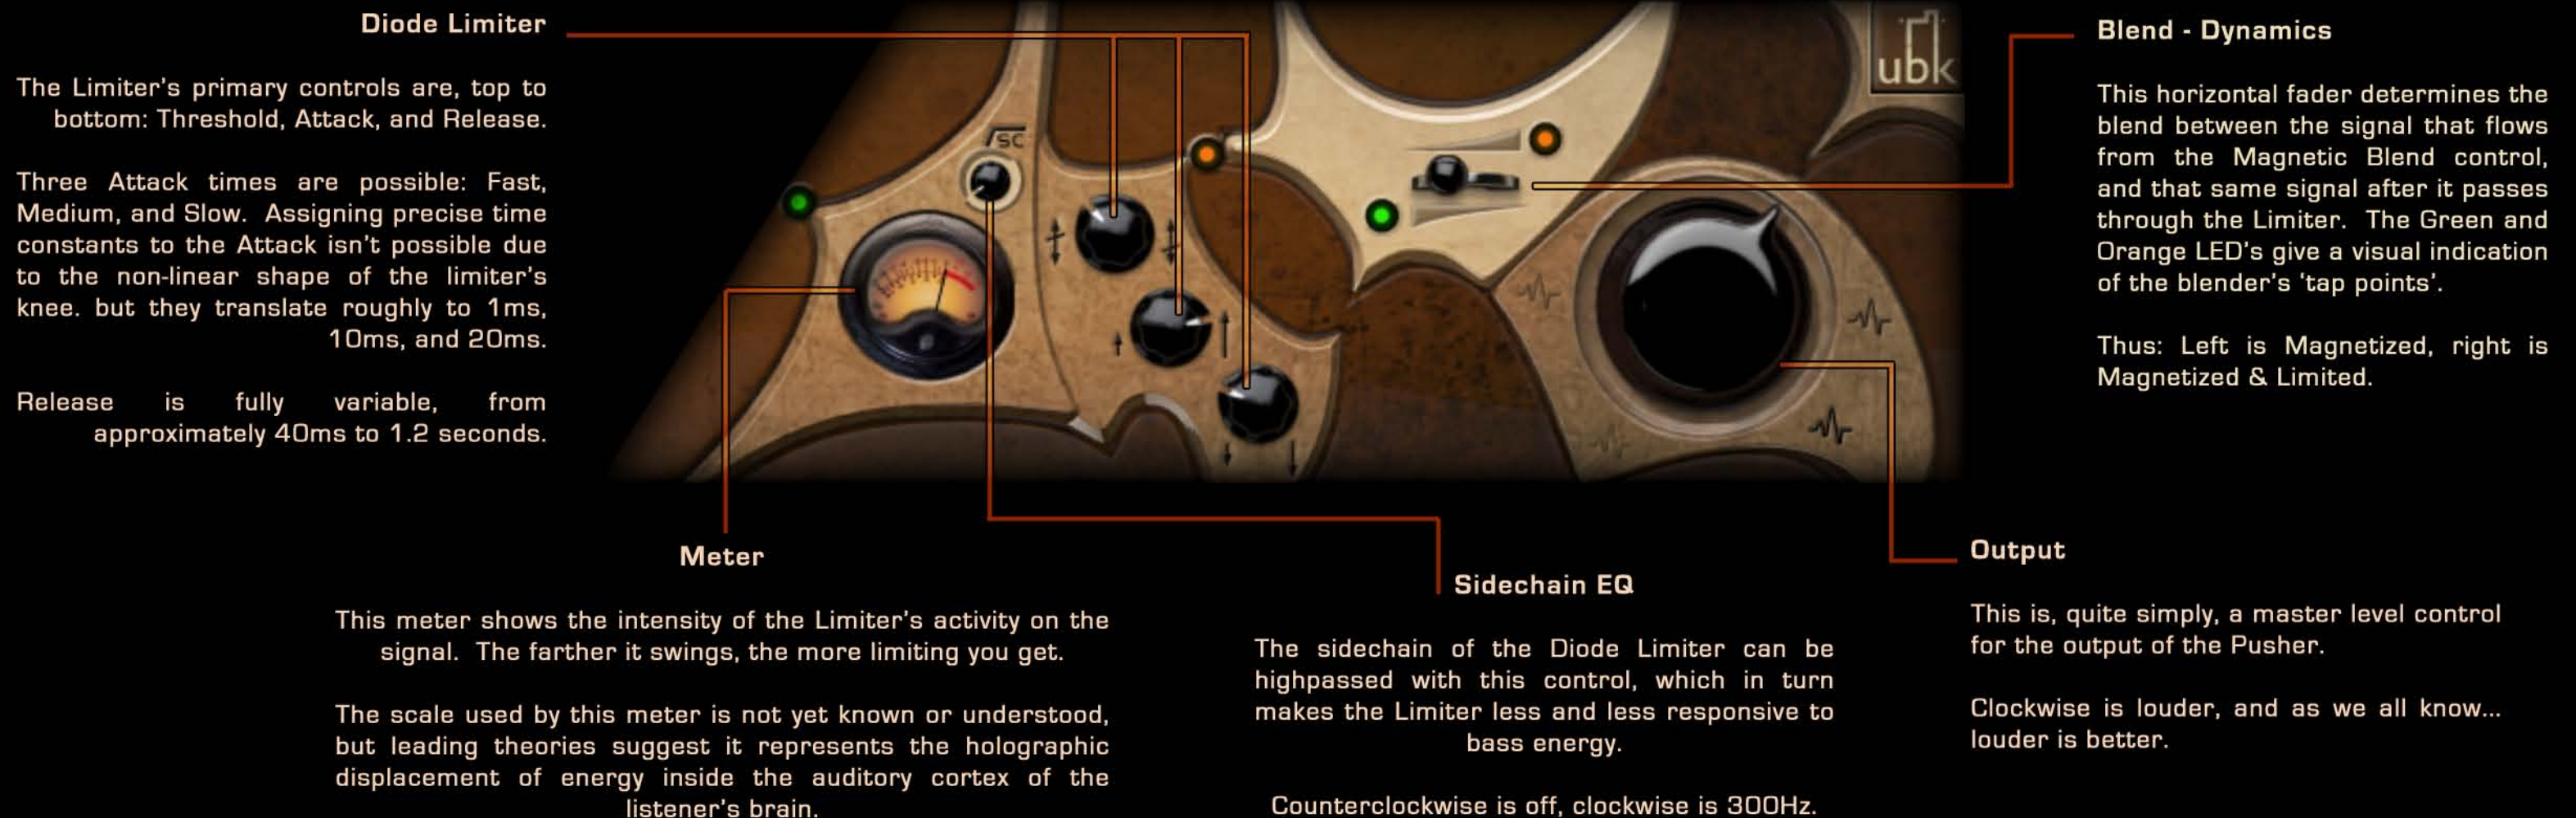 Diode Limiter
The Limiter's primary controls are, top to
bottom: Threshold, Attack, and Release.
Three Attack times are possible: Fast,
Medium, and Slow. Assigning precise time
constants to the Attack isn't possible due
to the non-linear shape of the limiter's
knee. but they translate roughly to 1ms,
10ms, and 20ms.
Release is fully variable, from
approximately 40ms to 1.2 seconds.
SC
ubk
Blend - Dynamics
This horizontal fader determines the
blend between the signal that flows
from the Magnetic Blend control,
and that same signal after it passes
through the Limiter. The Green and
Orange LED's give a visual indication
of the blender's 'tap points'.
Thus: Left is Magnetized, right is
Magnetized & Limited.
Meter
This meter shows the intensity of the Limiter's activity on the
signal. The farther it swings, the more limiting you get.
The scale used by this meter is not yet known or understood,
but leading theories suggest it represents the holographic
displacement of energy inside the auditory cortex of the
listener's brain.
Sidechain EQ
The sidechain of the Diode Limiter can be
highpassed with this control, which in turn
makes the Limiter less and less responsive to
bass energy.
Counterclockwise is off, clockwise is 300Hz.
Output
This is, quite simply, a master level control
for the output of the Pusher.
Clockwise is louder, and as we all know...
louder is better.